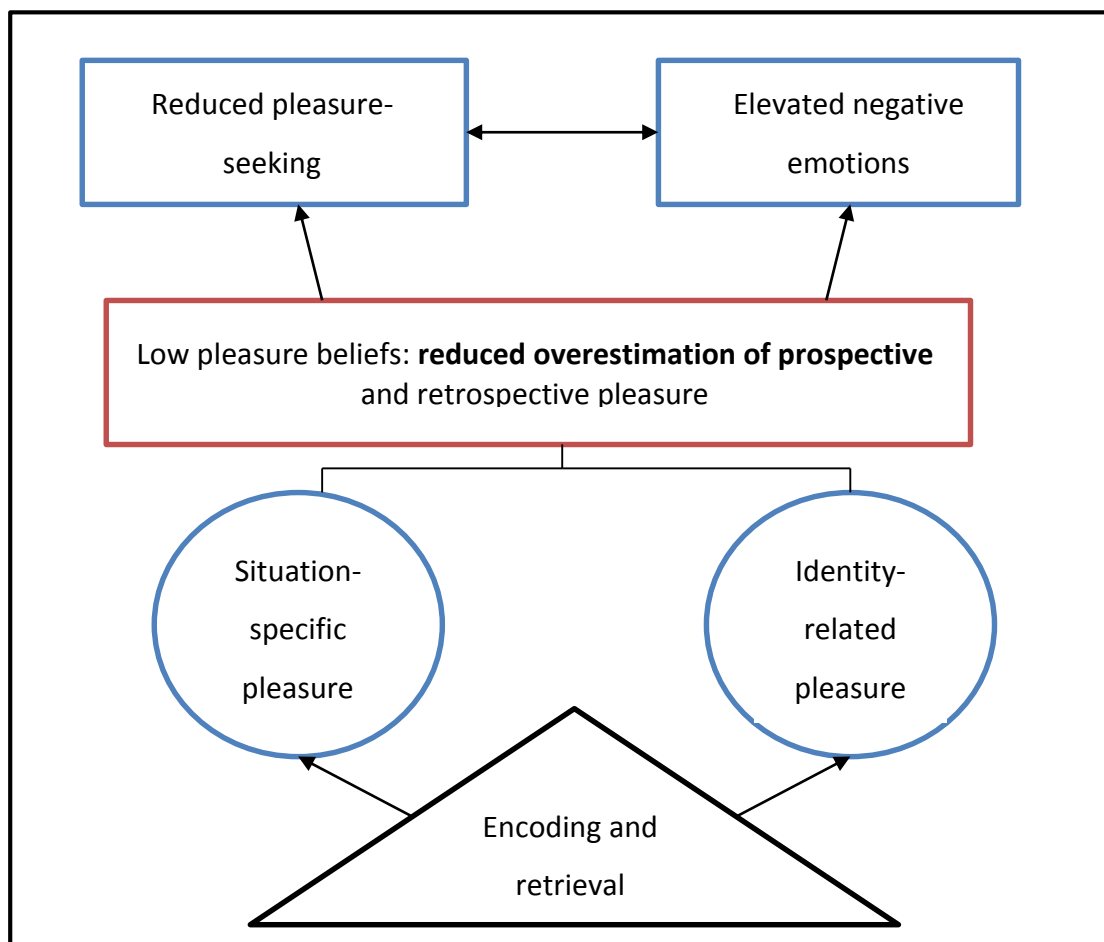 Reduced pleasure-
seeking
Elevated negative
emotions
Low pleasure beliefs: reduced overestimation of prospective
and retrospective pleasure
Situation-
specific
pleasure
Identity-
related
pleasure
Encoding and
retrieval